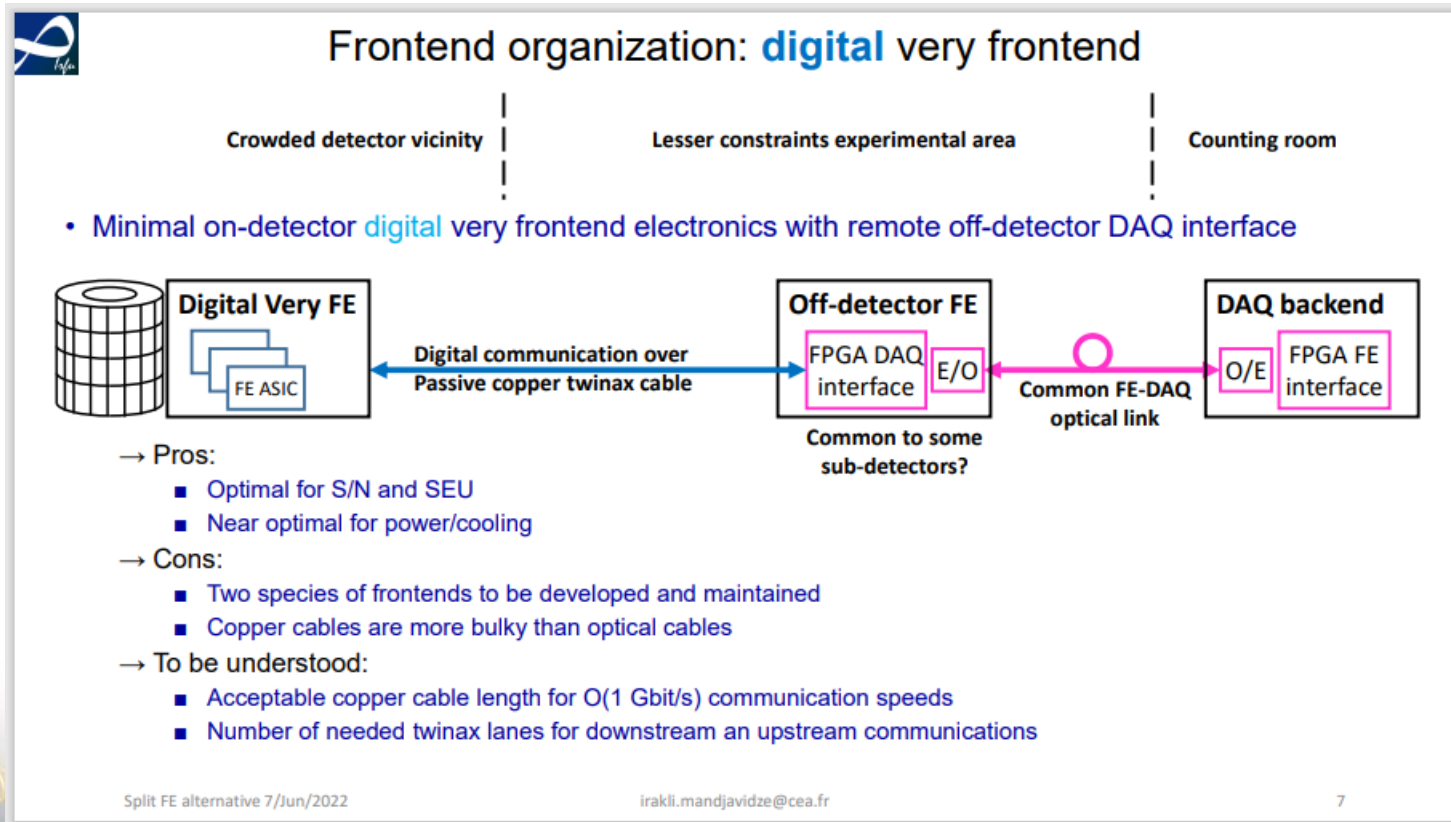 Irfu
Frontend organization: digital very frontend
Crowded detector vicinity
Lesser constraints experimental area
Counting room
• Minimal on-detector digital very frontend electronics with remote off-detector DAQ interface
Digital Very FE
FE ASIC
Digital communication over
Passive copper twinax cable
Off-detector FE
FPGA DAQ
interface
E/O
Common to some
sub-detectors?
Common FE-DAQ
optical link
DAQ backend
O/E
FPGA FE
interface
→ Pros:
■ Optimal for S/N and SEU
■ Near optimal for power/cooling
→ Cons:
■ Two species of frontends to be developed and maintained
■ Copper cables are more bulky than optical cables
→ To be understood:
■ Acceptable copper cable length for O(1 Gbit/s) communication speeds
■ Number of needed twinax lanes for downstream an upstream communications
Split FE alternative 7/Jun/2022
irakli.mandjavidze@cea.fr
7